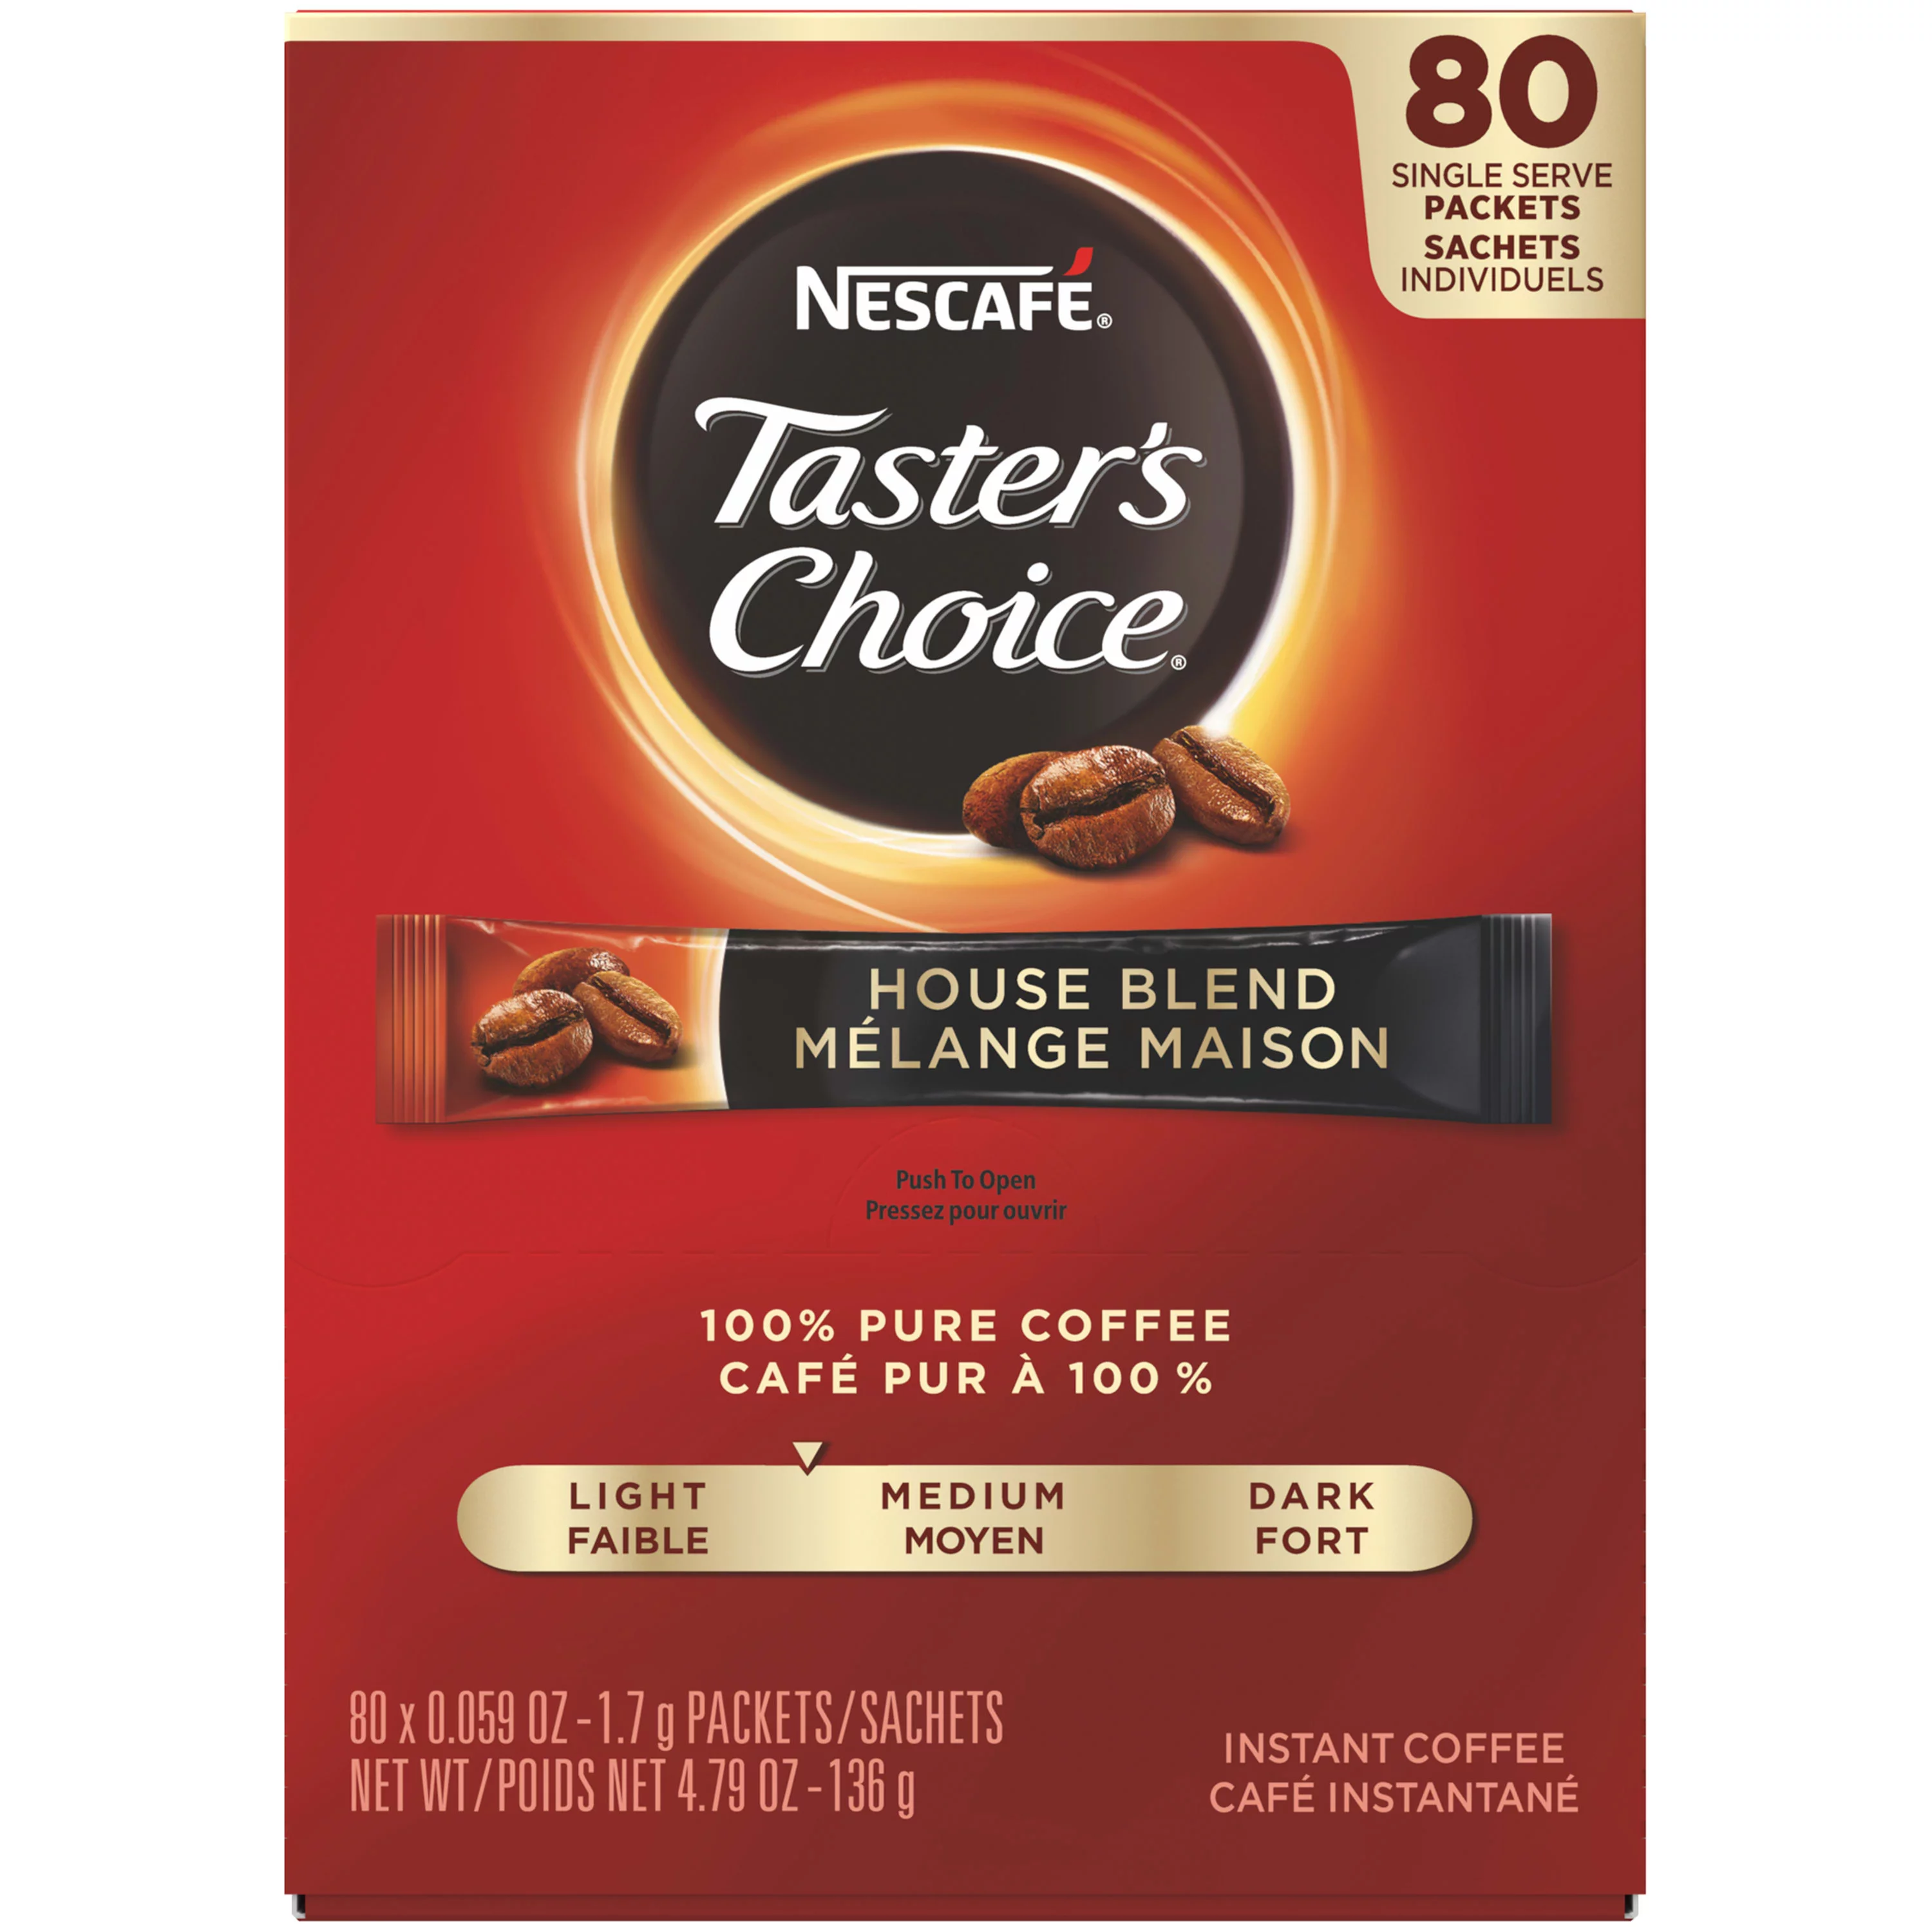 80
SINGLE SERVE
PACKETS
SACHETS
INDIVIDUELS
NESCAFÉ®
Taster's
Choice®
HOUSE BLEND
MÉLANGE MAISON
Push To Open
Pressez pour ouvrir
100% PURE COFFEE
CAFÉ PUR À 100 %
LIGHT MEDIUM DARK
FAIBLE MOYEN FORT
80 x 0.059 OZ - 1.7 g PACKETS/SACHETS
NET WT/POIDS NET 4.79 OZ - 136 g
INSTANT COFFEE
CAFÉ INSTANTANÉ